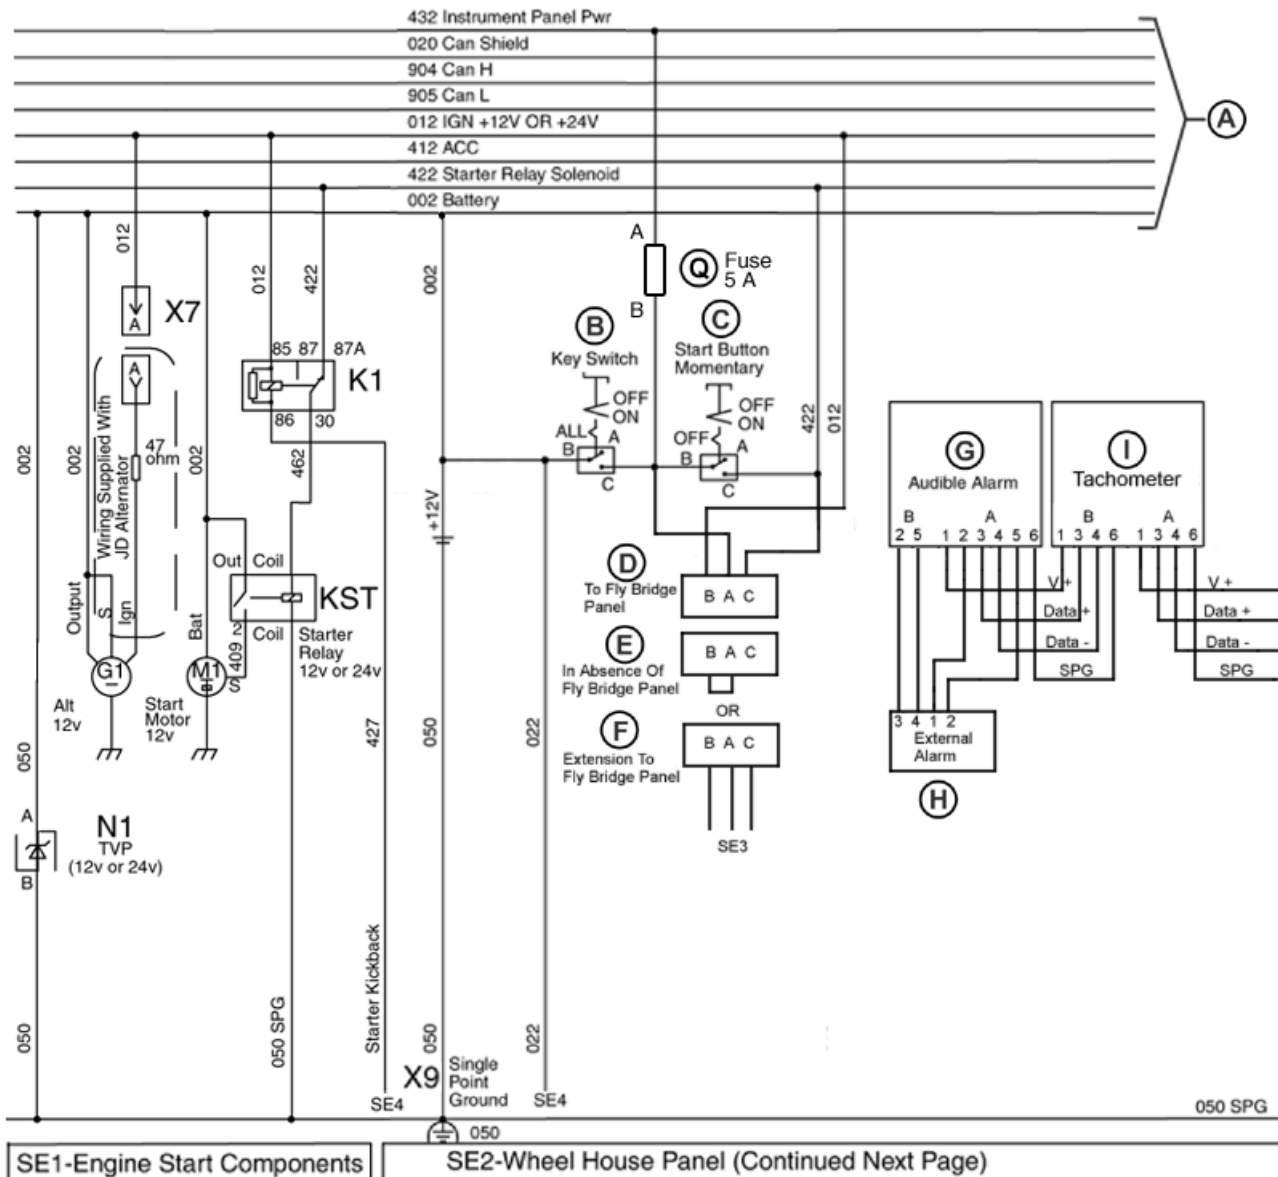 432 Instrument Panel Pwr
020 Can Shield
904 Can H
905 Can L
012 IGN +12V OR +24V
412 ACC
422 Starter Relay Solenoid
002 Battery
A
012
012
422
002
A
B
Q Fuse
5 A
X7
A
A
85 87 87A
K1
86 30
B
Key Switch
OFF
ON
ALL
B
A
C
C
Start Button
Momentary
OFF
ON
OFF
B
A
C
422
012
002
002
Wiring Supplied With
JD Alternator
47
ohm
002
462
+12V
Output
S
Ign
Bat
Out Coil
KST
2 Coil
Starter
Relay
12v or 24v
409
G1
M1
S
Alt
12v
Start
Motor
12v
050
427
050
022
D
To Fly Bridge
Panel
B A C
E
In Absence Of
Fly Bridge Panel
B A C
OR
F
Extension To
Fly Bridge Panel
B A C
SE3
G
Audible Alarm
B A
2 5 1 2 3 4 5 6
I
Tachometer
B A
1 3 4 6 1 3 4 6
V+
V +
Data +
Data +
Data -
Data -
SPG
SPG
3 4 1 2
External
Alarm
H
A
N1
TVP
(12v or 24v)
B
050
050 SPG
Starter Kickback
050
022
X9
Single
Point
Ground
SE4
SE4
050 SPG
050
SE1-Engine Start Components
SE2-Wheel House Panel (Continued Next Page)